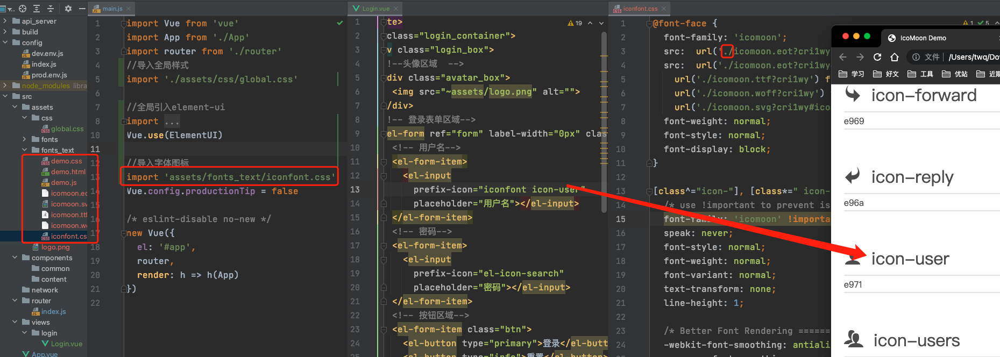 main.js
Login.vue
iconfont.css
api_server
build
config
dev.env.js
index.js
prod.env.js
node_modules libra
src
assets
css
global.css
fonts
fonts_text
demo.css
demo.html
demo.js
icomoon.eo
icomoon.sv
icomoon.ttf
icomoon.wo
iconfont.cs
logo.png
components
common
content
network
router
index.js
views
login
Login.vue
App.vue
1 import Vue from 'vue'
2 import App from './App'
3 import router from './router'
4 //导入全局样式
5 import './assets/css/global.css'
6
7 //全局引入element-ui
8 import ...
10 Vue.use(ElementUI)
11
12 //导入字体图标
13 import 'assets/fonts_text/iconfont.css'
14 Vue.config.productionTip = false
15
16 /* eslint-disable no-new */
17 new Vue({
18 el: '#app',
19 router,
20 render: h => h(App)
21 })
22
19
1 te>
2 class="login_container">
3 v class="login_box">
4 !--头像区域 -->
5 div class="avatar_box">
6 <img src="~assets/logo.png" alt="">
7 /div>
8 !-- 登录表单区域-->
9 el-form ref="form" label-width="0px" clas
10 <!-- 用户名-->
11 <el-form-item>
12 <el-input
13 prefix-icon="iconfont icon-user"
14 placeholder="用户名"></el-input>
15 </el-form-item>
16 <!-- 密码-->
17 <el-form-item>
18 <el-input
19 prefix-icon="el-icon-search"
20 placeholder="密码"></el-input>
21 </el-form-item>
22 <!-- 按钮区域-->
23 <el-form-item class="btn">
24 <el-button type="primary">登录</el-butt
25 <el-button type="info">重置</el-button>
1 5
1 @font-face {
2 font-family: 'icomoon';
3 src: url('./icomoon.eot?cri1wy
4 src: url('./icomoon.eot?cri1wy
5 url('./icomoon.ttf?cri1wy') f
6 url('./icomoon.woff?cri1wy')
7 url('./icomoon.svg?cri1wy#ico
8 font-weight: normal;
9 font-style: normal;
10 font-display: block;
11 }
12
13 [class^="icon-"], [class*=" icon-
14 /* use !important to prevent is
15 font-family: 'icomoon' !importa
16 speak: never;
17 font-style: normal;
18 font-weight: normal;
19 font-variant: normal;
20 text-transform: none;
21 line-height: 1;
22
23 /* Better Font Rendering =======
24 -webkit-font-smoothing: antiali
IcoMoon Demo
文件 | /Users/twq/Dov
学习 好文 工具 优站 近期
icon-forward
e969
icon-reply
e96a
icon-user
e971
icon-users